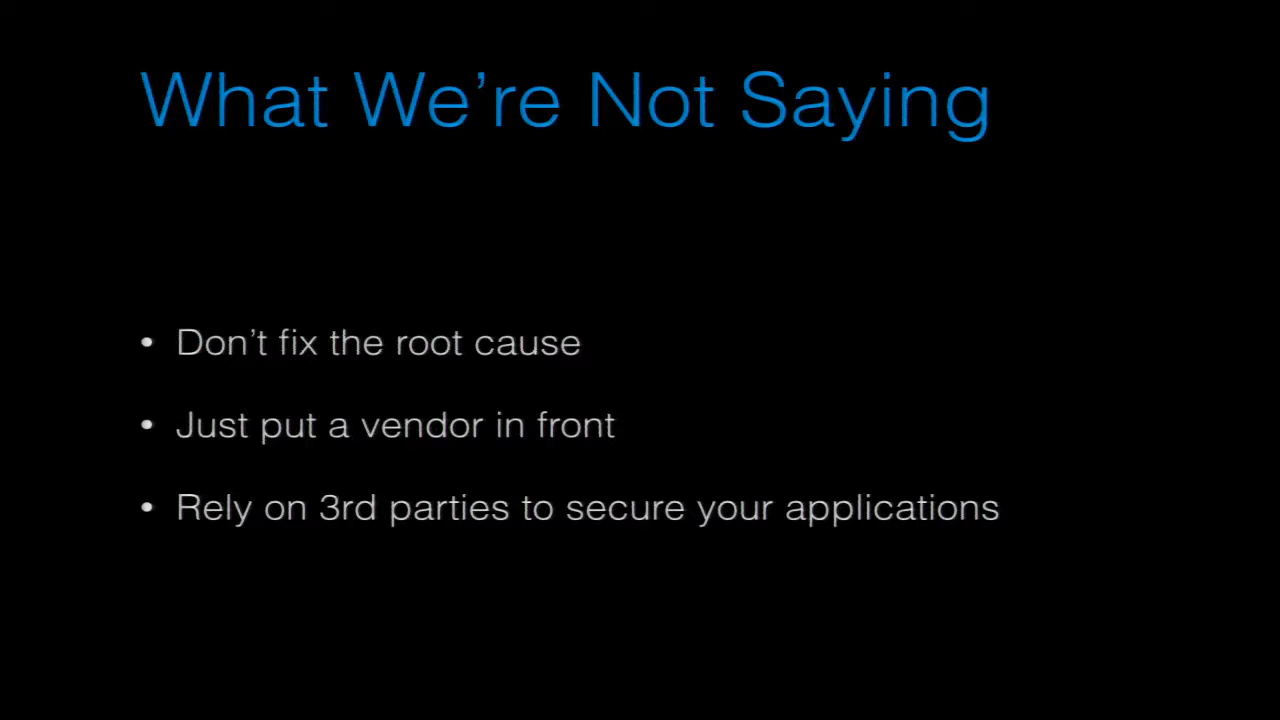 What We’re Not Saying
• Don’t fix the root cause
• Just put a vendor in front
• Rely on 3rd parties to secure your applications